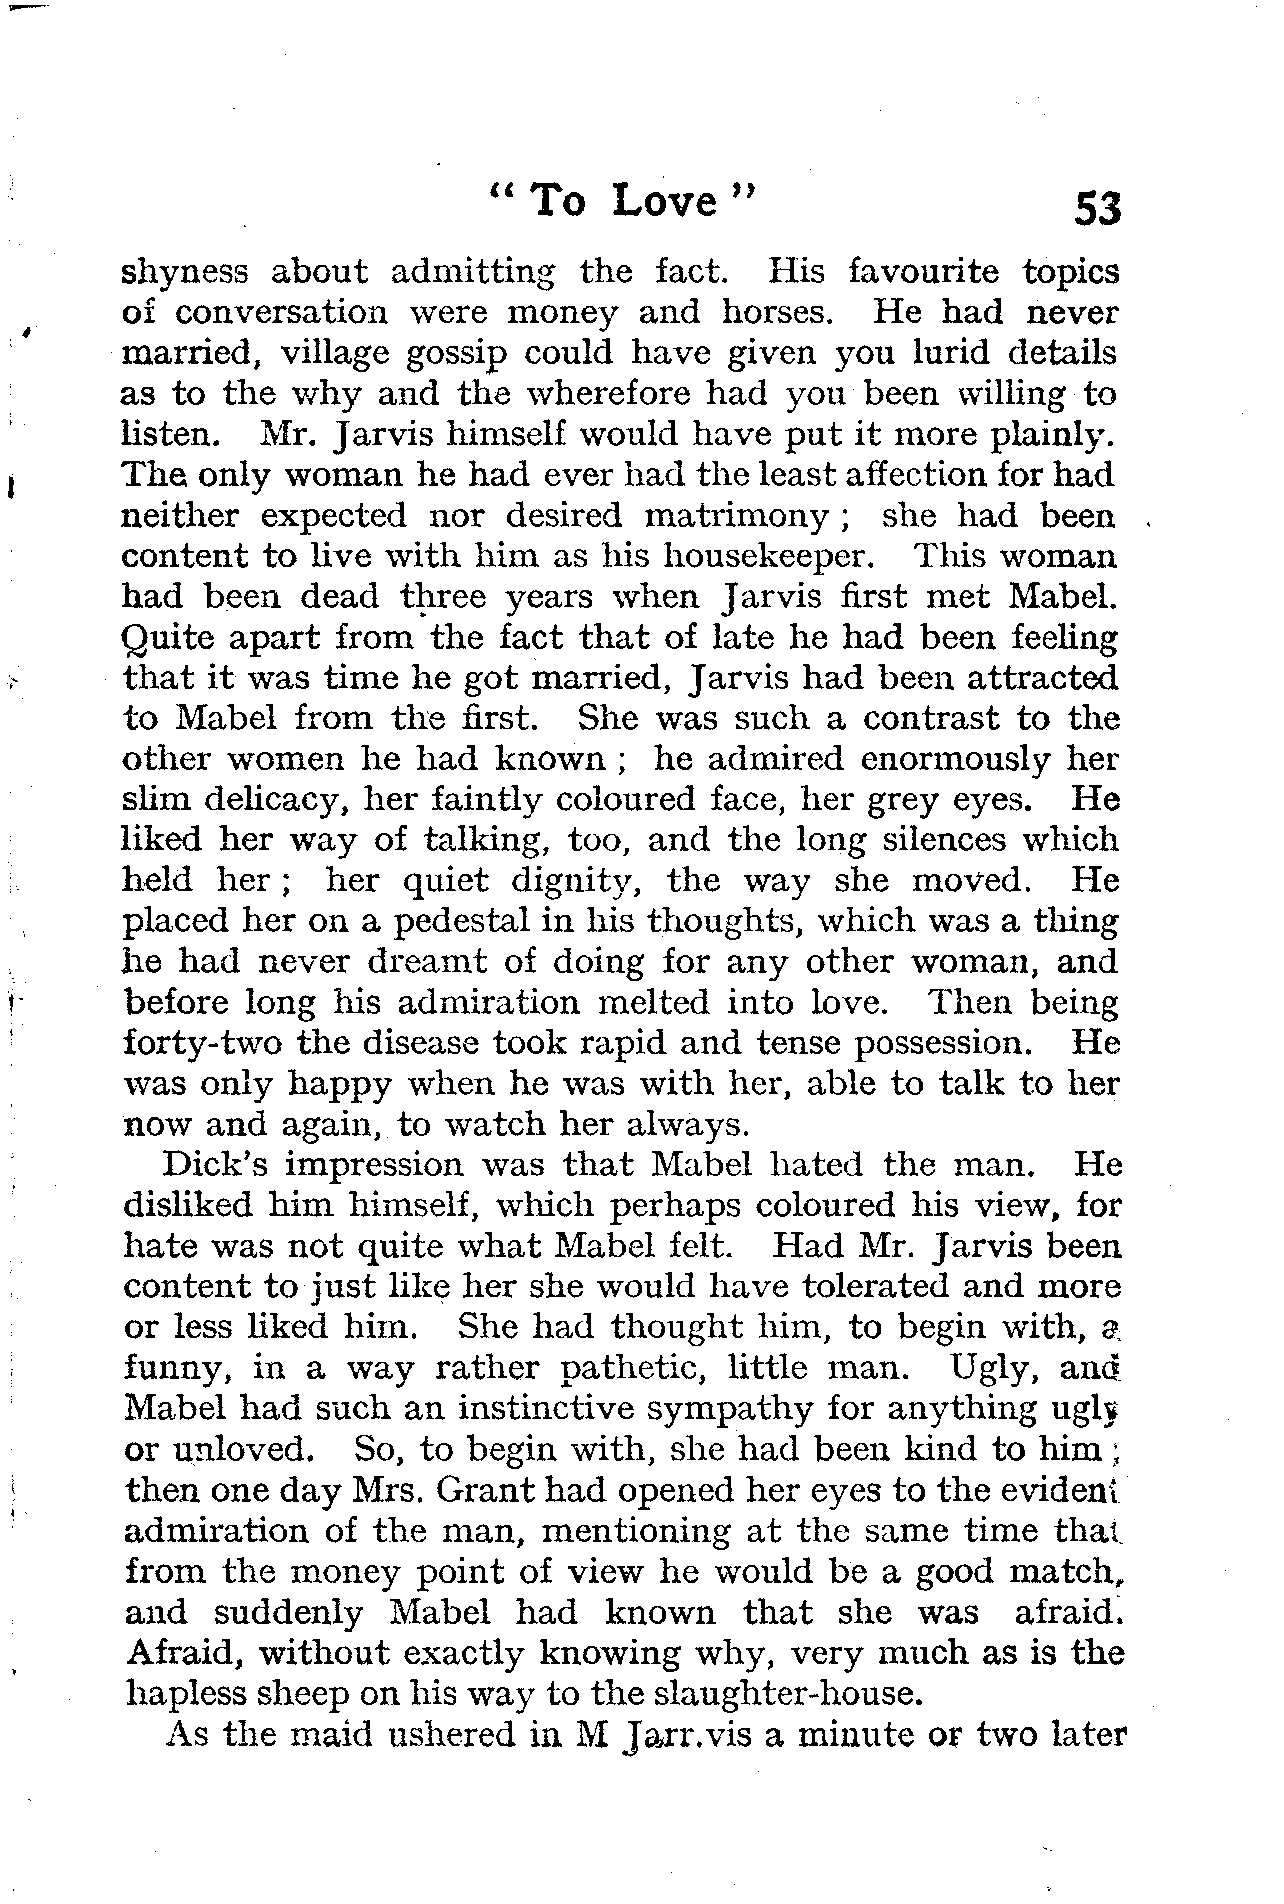 “ To Love ” 53
shyness about admitting the fact. His favourite topics
of conversation were money and horses. He had never
married, village gossip could have given you lurid details
as to the why and the wherefore had you been willing to
listen. Mr. Jarvis himself would have put it more plainly.
The only woman he had ever had the least affection for had
neither expected nor desired matrimony ; she had been
content to live with him as his housekeeper. This woman
had been dead three years when Jarvis first met Mabel.
Quite apart from the fact that of late he had been feeling
that it was time he got married, Jarvis had been attracted
to Mabel from the first. She was such a contrast to the
other women he had known ; he admired enormously her
slim delicacy, her faintly coloured face, her grey eyes. He
liked her way of talking, too, and the long silences which
held her ; her quiet dignity, the way she moved. He
placed her on a pedestal in his thoughts, which was a thing
he had never dreamt of doing for any other woman, and
before long his admiration melted into love. Then being
forty-two the disease took rapid and tense possession. He
was only happy when he was with her, able to talk to her
now and again, to watch her always.
Dick’s impression was that Mabel hated the man. He
disliked him himself, which perhaps coloured his view, for
hate was not quite what Mabel felt. Had Mr. Jarvis been
content to just like her she would have tolerated and more
or less liked him. She had thought him, to begin with, a
funny, in a way rather pathetic, little man. Ugly, and
Mabel had such an instinctive sympathy for anything ugly
or unloved. So, to begin with, she had been kind to him ;
then one day Mrs. Grant had opened her eyes to the evident
admiration of the man, mentioning at the same time that
from the money point of view he would be a good match,
and suddenly Mabel had known that she was afraid.
Afraid, without exactly knowing why, very much as is the
hapless sheep on his way to the slaughter-house.
As the maid ushered in M Jarr.vis a minute or two later